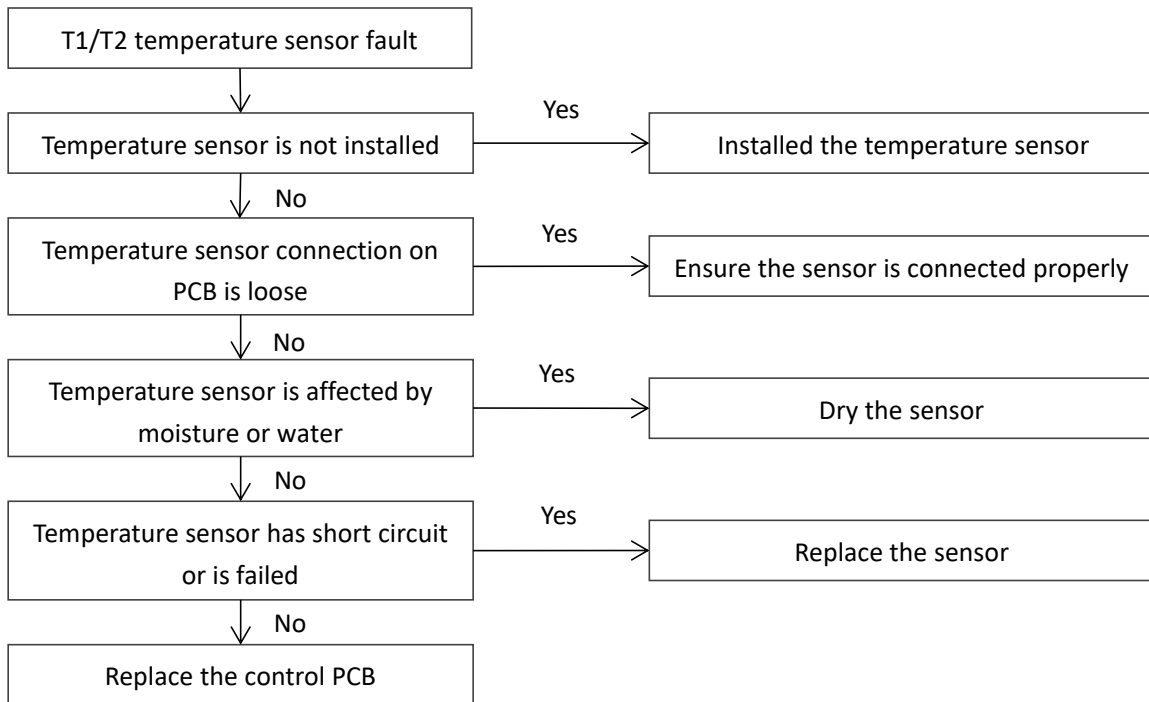 T1/T2 temperature sensor fault
Yes
Temperature sensor is not installed
Installed the temperature sensor
No
Temperature sensor connection on
PCB is loose
Yes
Ensure the sensor is connected properly
No
Temperature sensor is affected by
moisture or water
Yes
Dry the sensor
No
Temperature sensor has short circuit
or is failed
Yes
Replace the sensor
No
Replace the control PCB